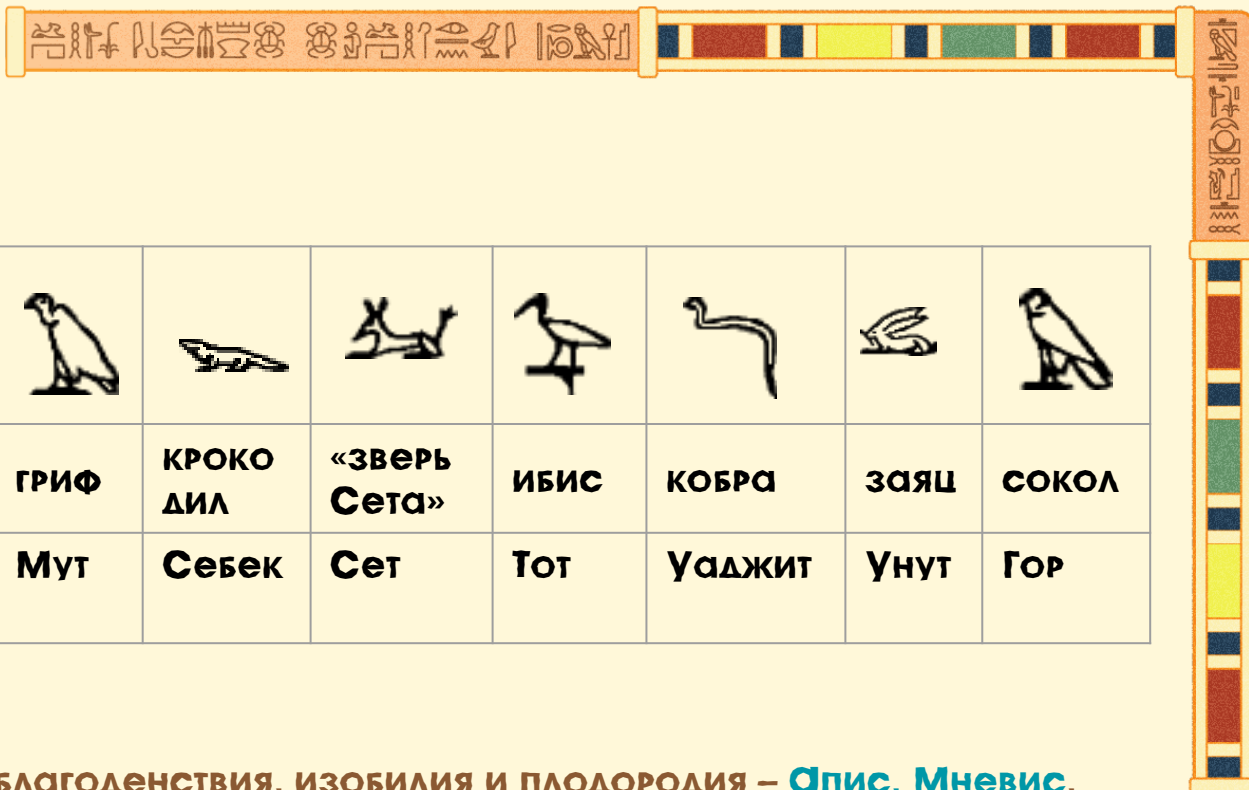 гриф
кроко
дил
«зверь
Сета»
ибис
кобра
заяц
сокол
Мут
Себек
Сет
Тот
Уаджит
Унут
Гор
благоденствия, изобилия и плодородия – Апис, Мневис,